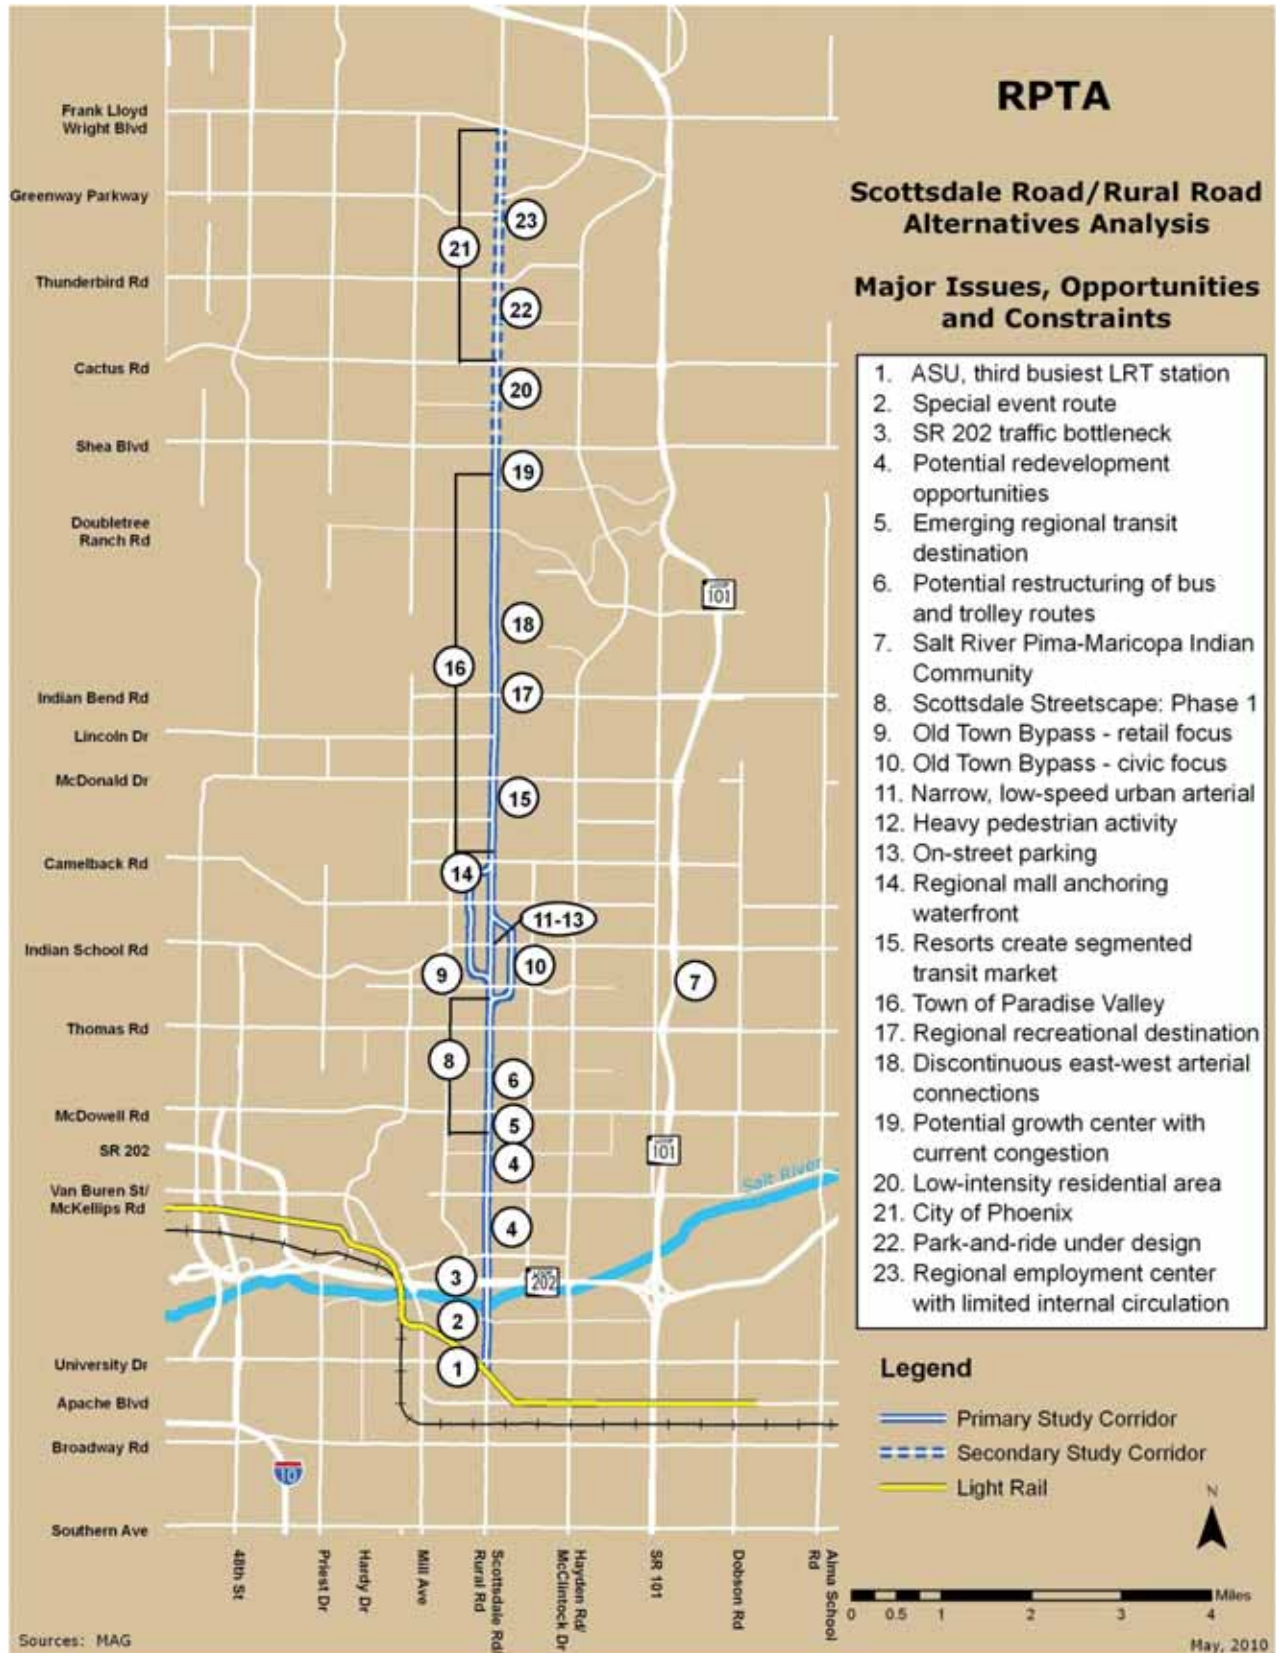 RPTA
Scottsdale Road/Rural Road
Alternatives Analysis
Major Issues, Opportunities
and Constraints
1. ASU, third busiest LRT station
2. Special event route
3. SR 202 traffic bottleneck
4. Potential redevelopment
opportunities
5. Emerging regional transit
destination
6. Potential restructuring of bus
and trolley routes
7. Salt River Pima-Maricopa Indian
Community
8. Scottsdale Streetscape: Phase 1
9. Old Town Bypass - retail focus
10. Old Town Bypass - civic focus
11. Narrow, low-speed urban arterial
12. Heavy pedestrian activity
13. On-street parking
14. Regional mall anchoring
waterfront
15. Resorts create segmented
transit market
16. Town of Paradise Valley
17. Regional recreational destination
18. Discontinuous east-west arterial
connections
19. Potential growth center with
current congestion
20. Low-intensity residential area
21. City of Phoenix
22. Park-and-ride under design
23. Regional employment center
with limited internal circulation
Legend
Primary Study Corridor
Secondary Study Corridor
Light Rail
N
Miles
0 0.5 1 2 3 4
May, 2010
Frank Lloyd
Wright Blvd
Greenway Parkway
Thunderbird Rd
Cactus Rd
Shea Blvd
Doubletree
Ranch Rd
Indian Bend Rd
Lincoln Dr
McDonald Dr
Camelback Rd
Indian School Rd
Thomas Rd
McDowell Rd
SR 202
Van Buren St/
McKellips Rd
University Dr
Apache Blvd
Broadway Rd
Southern Ave
23
21
22
20
19
18
16
17
15
14
11-13
10
9
7
8
6
5
4
4
3
2
1
LOOP
101
LOOP
101
LOOP
202
10
Salt River
48th St
Priest Dr
Hardy Dr
Mill Ave
Scottsdale Rd/
Rural Rd
Hayden Rd/
McClintock Dr
SR 101
Dobson Rd
Alma School
Rd
Sources: MAG